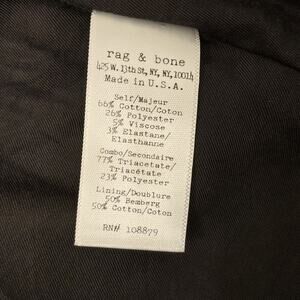 rag & bone
425 W. 13th St, NY, NY, 10014
Made in U.S.A.
Self/Majeur
66% Cotton/Coton
26% Polyester
5% Viscose
3% Elastane/
Elasthanne
Combo/Secondaire
77% Triacetate/
Triacétate
23% Polyester
Lining/Doublure
50% Bemberg
50% Cotton/Coton
RN# 108879